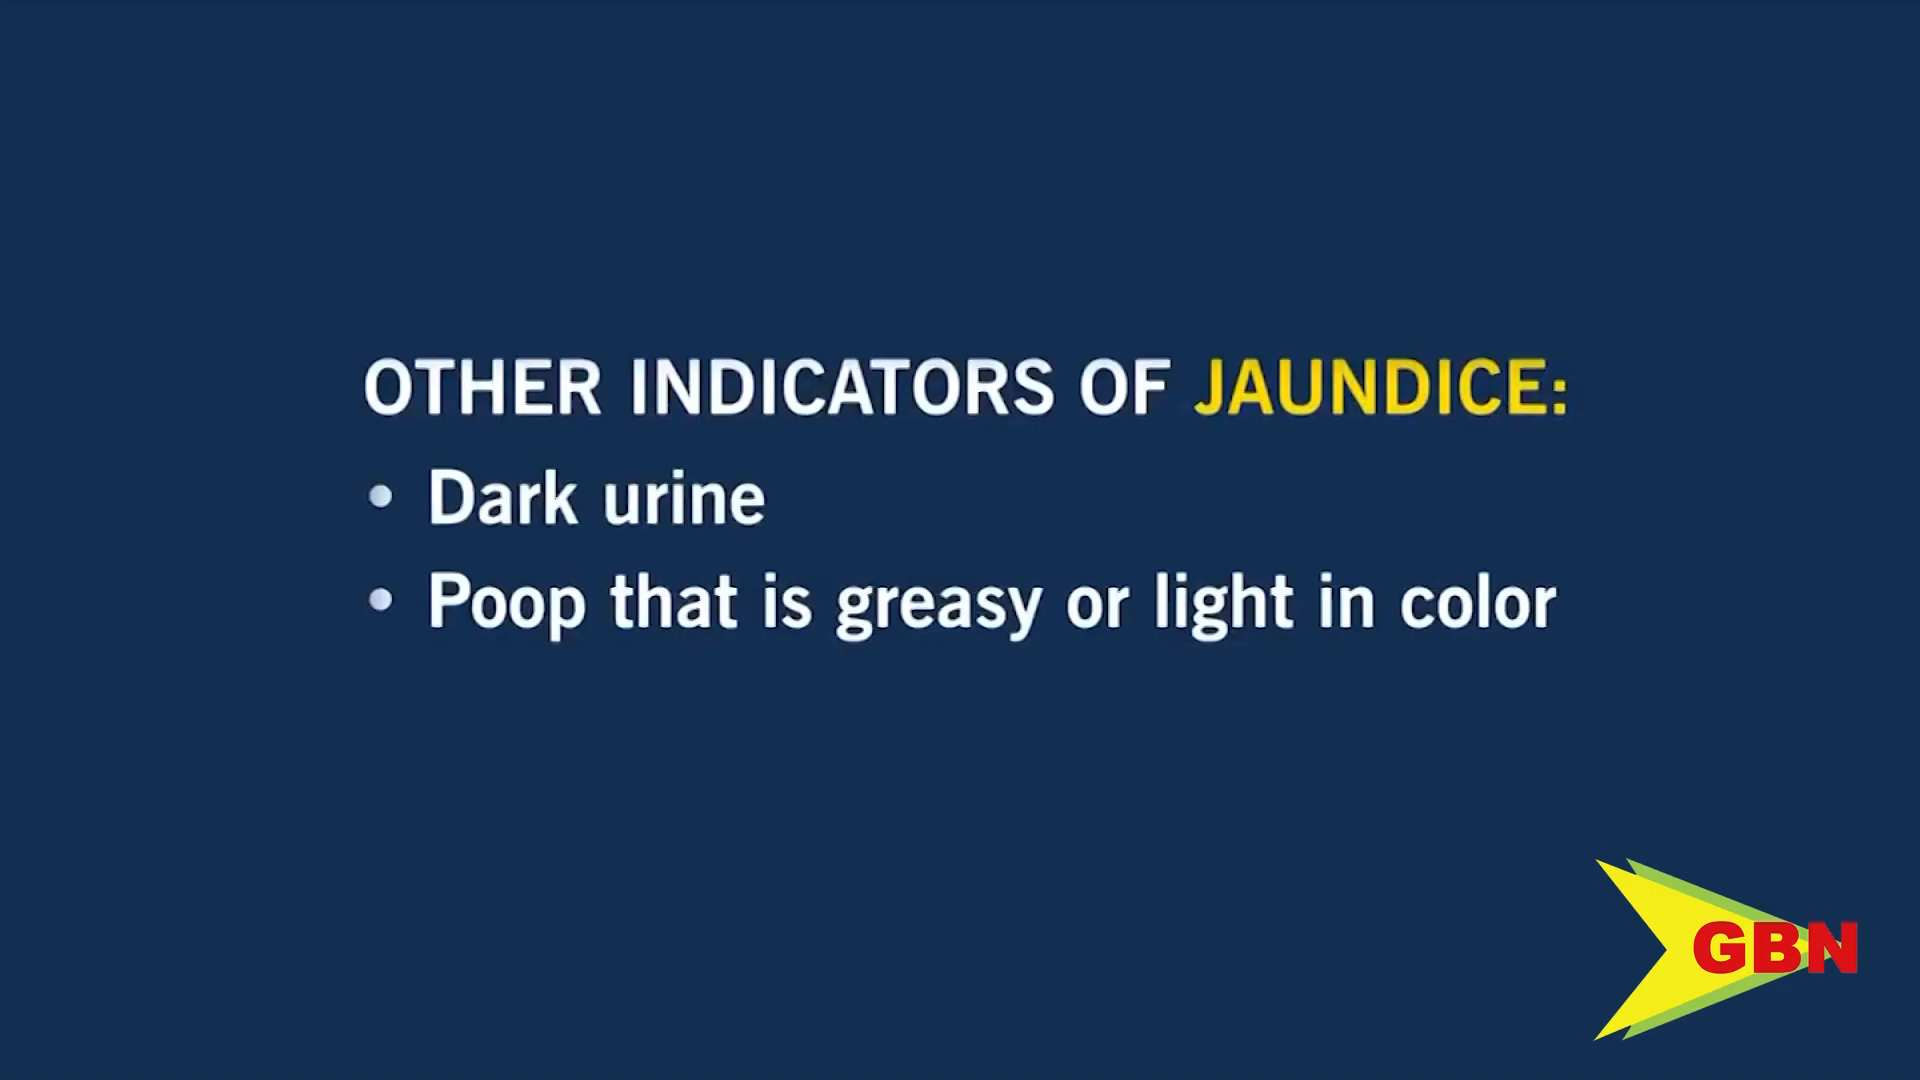 OTHER INDICATORS OF JAUNDICE:
• Dark urine
• Poop that is greasy or light in color
GBN